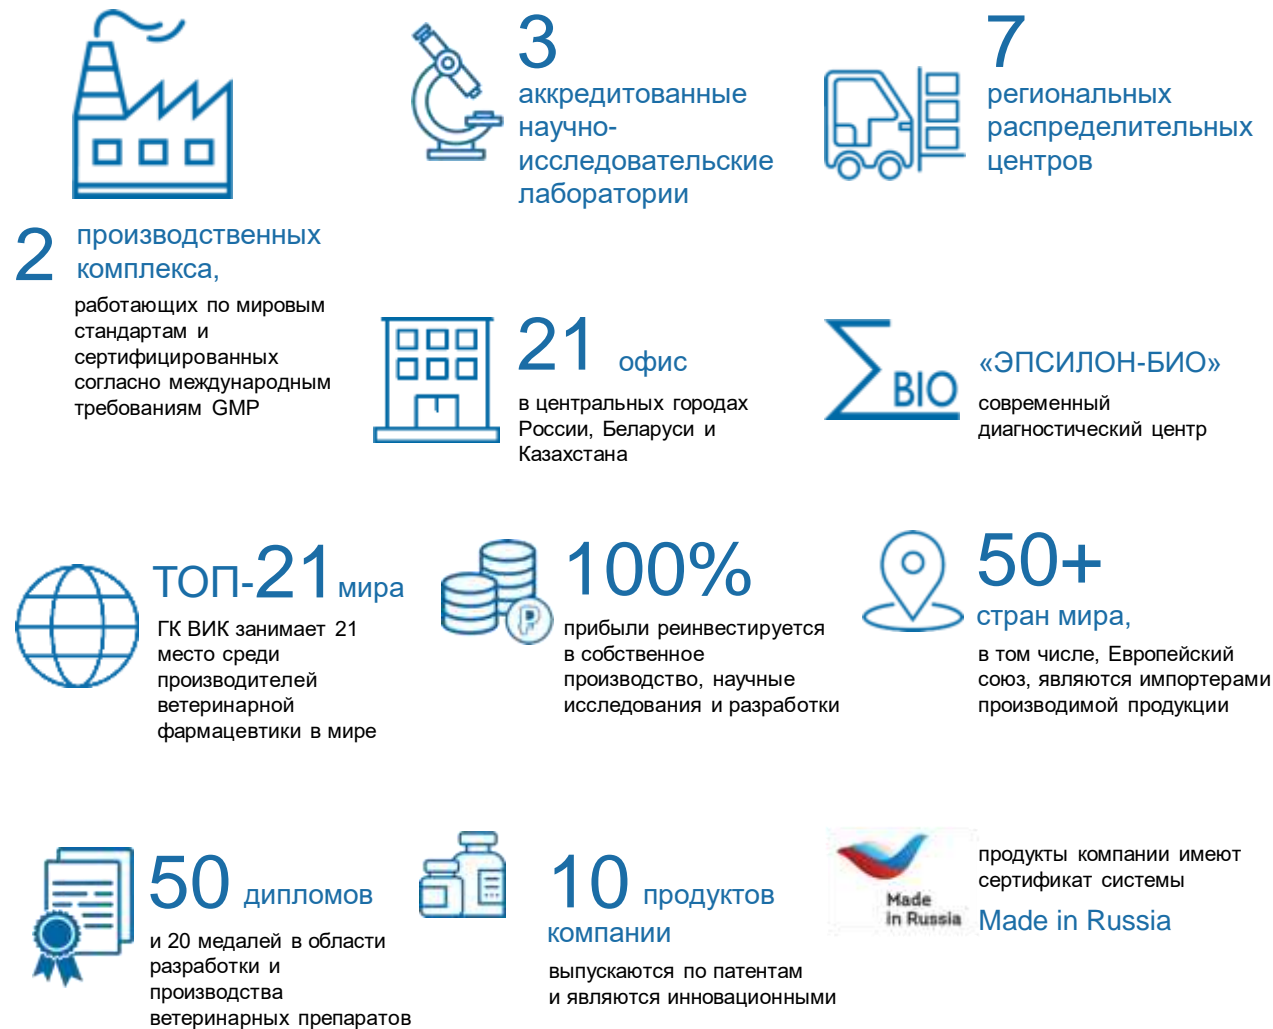 2
производственных
комплекса,
работающих по мировым
стандартам и
сертифицированных
согласно международным
требованиям GMP
3
аккредитованные
научно-
исследовательские
лаборатории
7
региональных
распределительных
центров
21 офис
в центральных городах
России, Беларуси и
Казахстана
BIO
«ЭПСИЛОН-БИО»
современный
диагностический центр
ТОП-21 мира
ГК ВИК занимает 21
место среди
производителей
ветеринарной
фармацевтики в мире
100%
прибыли реинвестируется
в собственное
производство, научные
исследования и разработки
50+
стран мира,
в том числе, Европейский
союз, являются импортерами
производимой продукции
50 дипломов
и 20 медалей в области
разработки и
производства
ветеринарных препаратов
10 продуктов
компании
выпускаются по патентам
и являются инновационными
Made
in Russia
продукты компании имеют
сертификат системы
Made in Russia